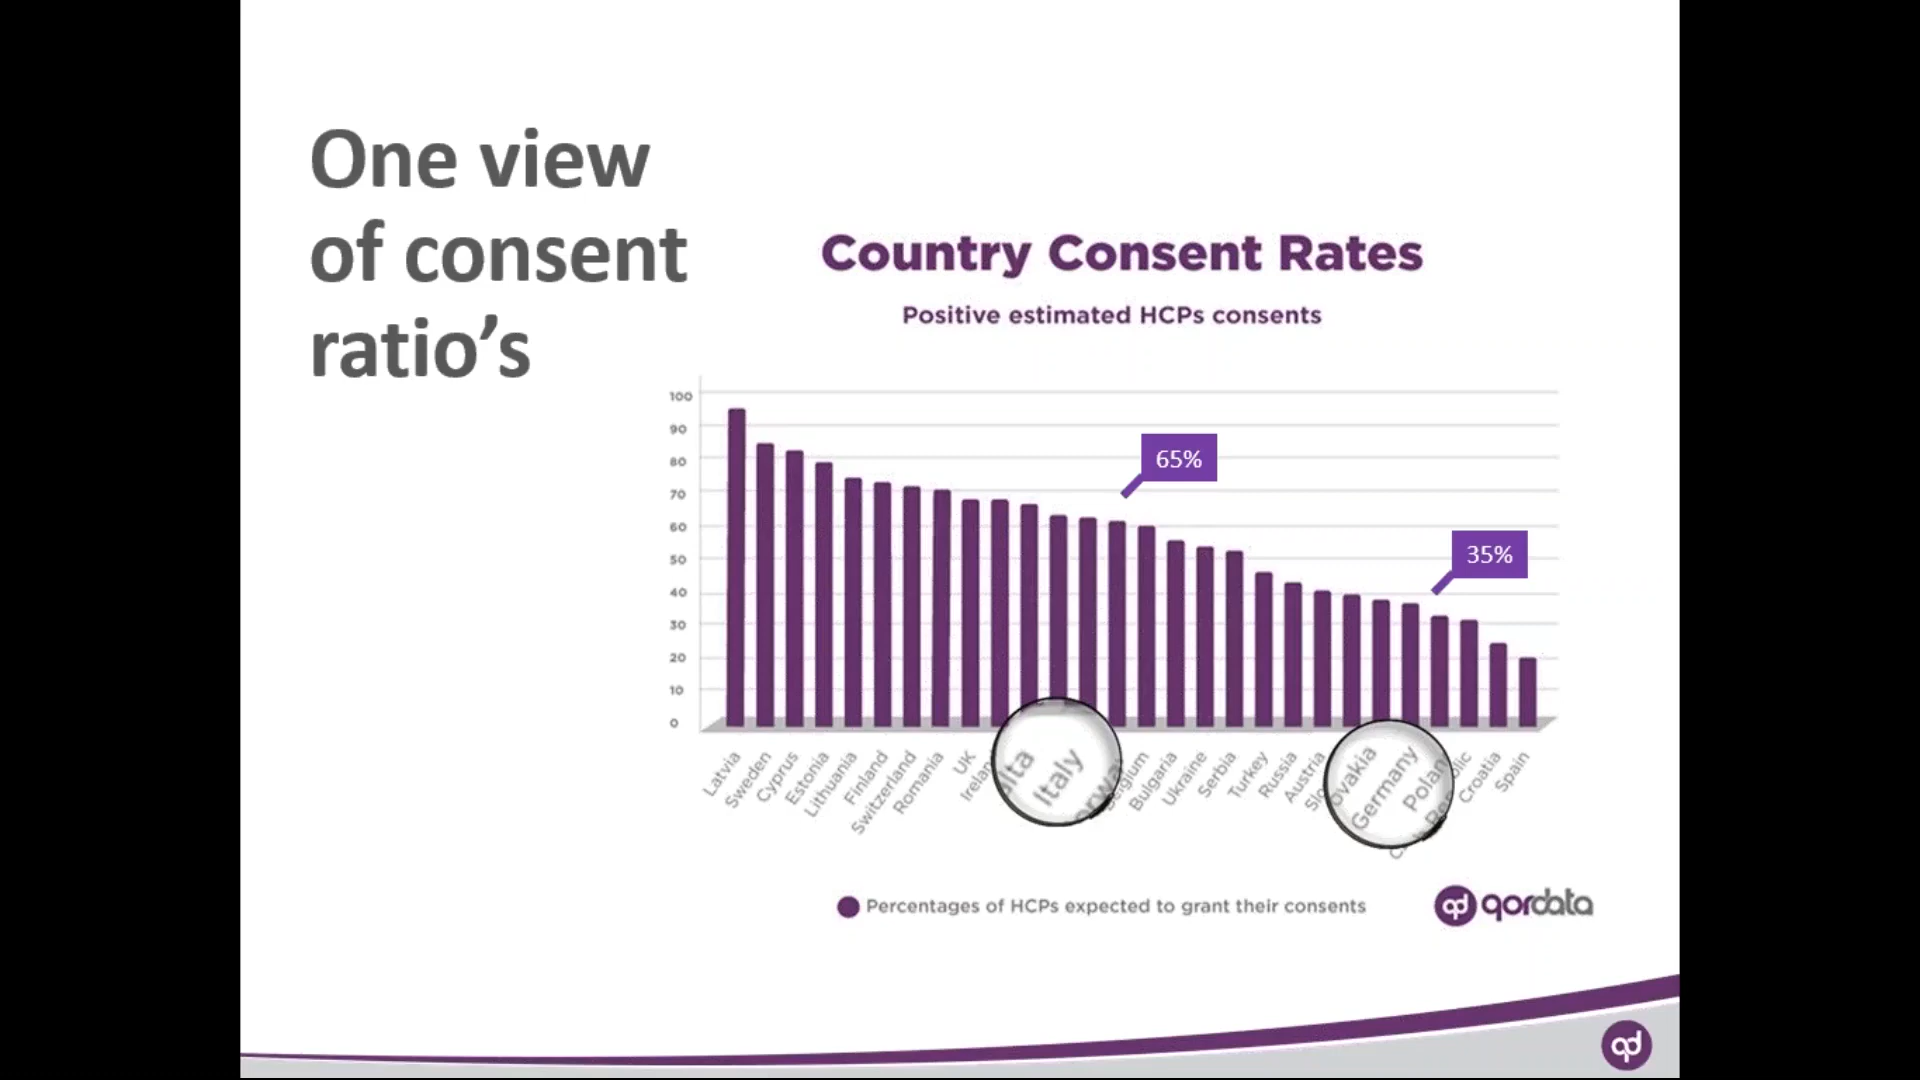 One view
of consent
ratio’s
Country Consent Rates
Positive estimated HCPs consents
100
90
80
70
60
50
40
30
20
10
0
65%
35%
Latvia
Sweden
Cyprus
Estonia
Lithuania
Finland
Switzerland
Romania
UK
Italy
Bulgaria
Ukraine
Serbia
Turkey
Russia
Austria
Germany
Croatia
Spain
Percentages of HCPs expected to grant their consents
qd qordata
qd